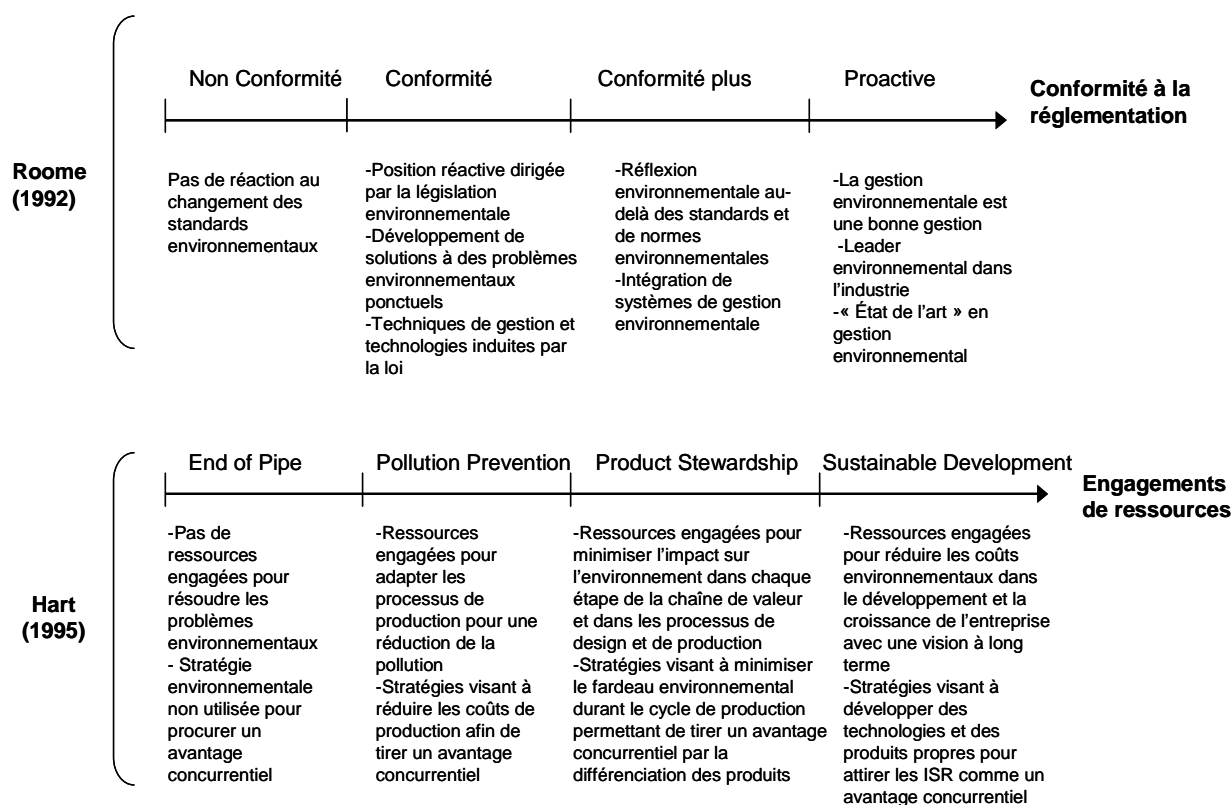 Roome
(1992)
Non Conformité
Conformité
Conformité plus
Proactive
Conformité à la
réglementation
Pas de réaction au
changement des
standards
environnementaux
-Position réactive dirigée
par la législation
environnementale
-Développement de
solutions à des problèmes
environnementaux
ponctuels
-Techniques de gestion et
technologies induites par
la loi
-Réflexion
environnementale au-
delà des standards et
de normes
environnementales
-Intégration de
systèmes de gestion
environnementale
-La gestion
environnementale est
une bonne gestion
-Leader
environmental dans
l'industrie
-« État de l'art » en
gestion
environnemental
Hart
(1995)
End of Pipe
Pollution Prevention
Product Stewardship
Sustainable Development
Engagements
de ressources
-Pas de
ressources
engagées pour
résoudre les
problèmes
environnementaux
- Stratégie
environnementale
non utilisée pour
procurer un
avantage
concurrentiel
-Ressources
engagées pour
adapter les
processus de
production pour une
réduction de la
pollution
-Stratégies visant à
réduire les coûts de
production afin de
tirer un avantage
concurrentiel
-Ressources engagées pour
minimiser l'impact sur
l'environnement dans chaque
étape de la chaîne de valeur
et dans les processus de
design et de production
-Stratégies visant à minimiser
le fardeau environnemental
durant le cycle de production
permettant de tirer un avantage
concurrentiel par la
différenciation des produits
-Ressources engagées
pour réduire les coûts
environnementaux dans
le développement et la
croissance de l'entreprise
avec une vision à long
terme
-Stratégies visant à
développer des
technologies et des
produits propres pour
attirer les ISR comme un
avantage concurrentiel